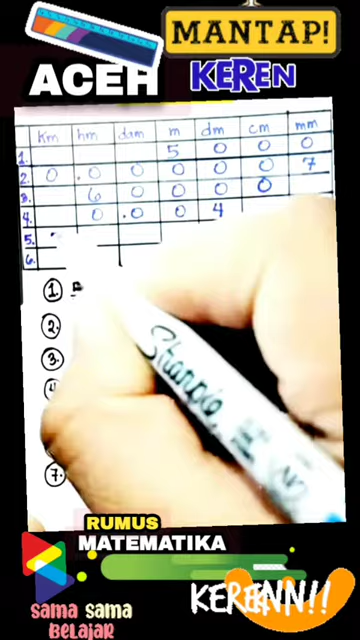 MANTAP!
ACEH KEREN
Km hm dam m dm cm mm
1. 5 0 0 0
2. 0 .0 0 0 0 0 7
3. 6 0 0 0 0
4. 0 .0 0 4
5.
6.
1
2.
3.
7.
Sharpie
RUMUS
MATEMATIKA
SAMA SAMA
BELAJAR